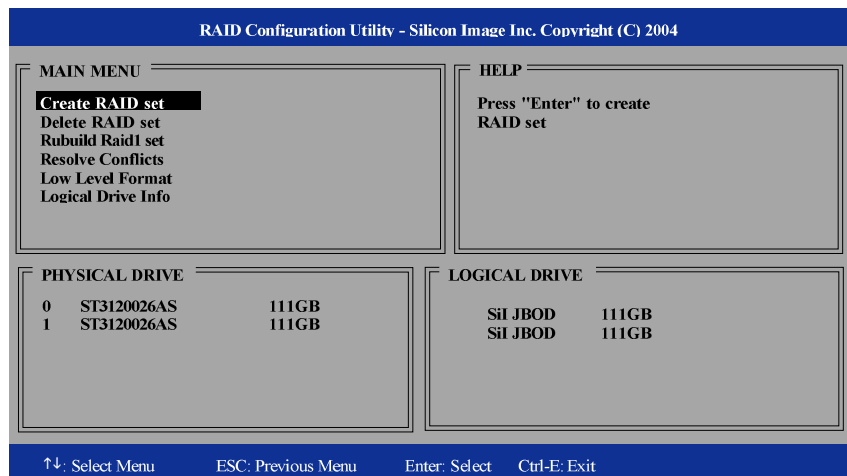 RAID Configuration Utility - Silicon Image Inc. Copyright (C) 2004
MAIN MENU
Create RAID set
Delete RAID set
Rubuild Raid1 set
Resolve Conflicts
Low Level Format
Logical Drive Info
HELP
Press "Enter" to create
RAID set
PHYSICAL DRIVE
0 ST3120026AS 111GB
1 ST3120026AS 111GB
LOGICAL DRIVE
SiI JBOD 111GB
SiI JBOD 111GB
↑↓: Select Menu ESC: Previous Menu Enter: Select Ctrl-E: Exit